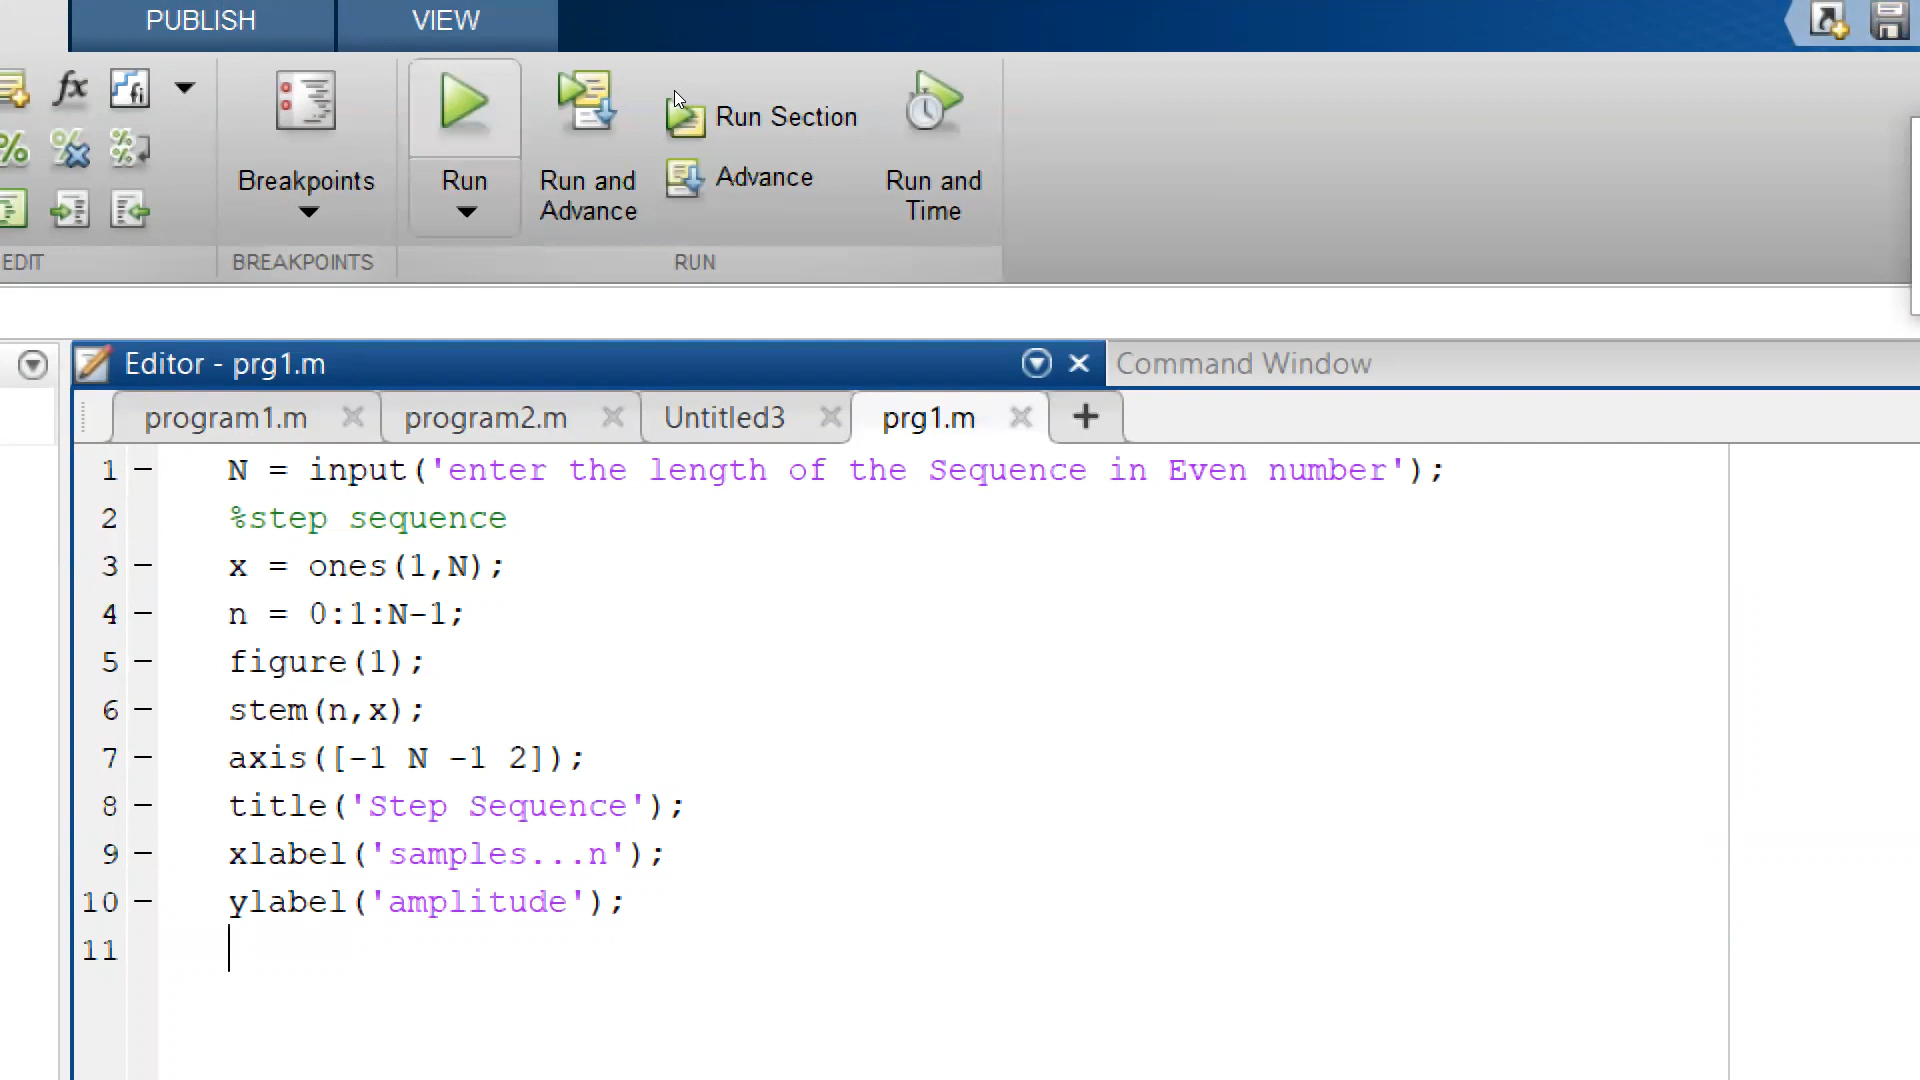 PUBLISH VIEW
fx
fi
Breakpoints
Run
Run and Advance
Run Section
Advance
Run and Time
EDIT BREAKPOINTS RUN
Editor - prg1.m Command Window
program1.m program2.m Untitled3 prg1.m +
1 N = input('enter the length of the Sequence in Even number');
2 %step sequence
3 x = ones(1,N);
4 n = 0:1:N-1;
5 figure(1);
6 stem(n,x);
7 axis([-1 N -1 2]);
8 title('Step Sequence');
9 xlabel('samples...n');
10 ylabel('amplitude');
11